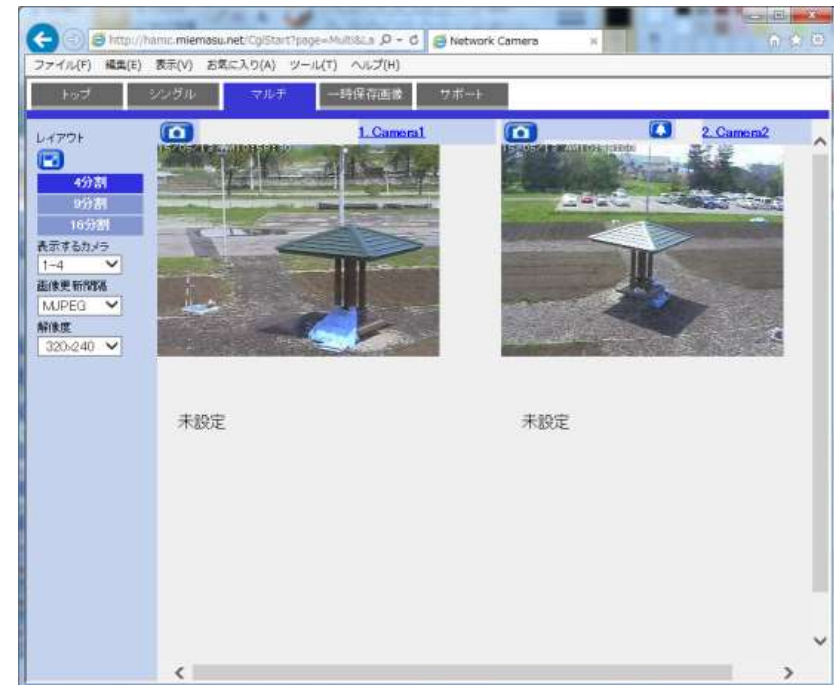 http://hamc.miemasu.net/CgiStart?page=Multi&La
Network Camera
ファイル(F) 編集(E) 表示(V) お気に入り(A) ツール(T) ヘルプ(H)
トップ シングル マルチ 一時保存画像 サポート
レイアウト
1. Camera1
2. Camera2
4分割
9分割
16分割
表示するカメラ
1-4
画像更新間隔
MJPEG
解像度
320x240
未設定 未設定